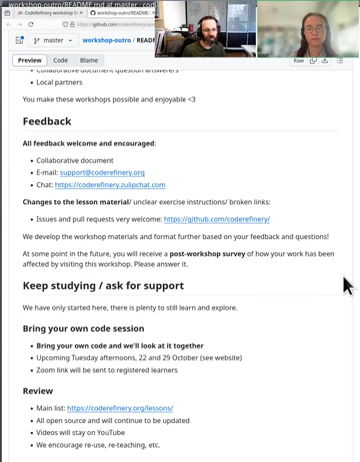 workshop-outro/README.md at master · cod
CodeRefinery workshop S
workshop-outro/README
https://github.com/coderefinery/
master
workshop-outro / READM
Preview
Code
Blame
Raw
Collaborative document question answerers
Local partners
You make these workshops possible and enjoyable <3
Feedback
All feedback welcome and encouraged:
Collaborative document
E-mail: support@coderefinery.org
Chat: https://coderefinery.zulipchat.com
Changes to the lesson material/ unclear exercise instructions/ broken links:
Issues and pull requests very welcome: https://github.com/coderefinery/
We develop the workshop materials and format further based on your feedback and questions!
At some point in the future, you will receive a post-workshop survey of how your work has been
affected by visiting this workshop. Please answer it.
Keep studying / ask for support
We have only started here, there is plenty to still learn and explore.
Bring your own code session
Bring your own code and we'll look at it together
Upcoming Tuesday afternoons, 22 and 29 October (see website)
Zoom link will be sent to registered learners
Review
Main list: https://coderefinery.org/lessons/
All open source and will continue to be updated
Videos will stay on YouTube
We encourage re-use, re-teaching, etc.